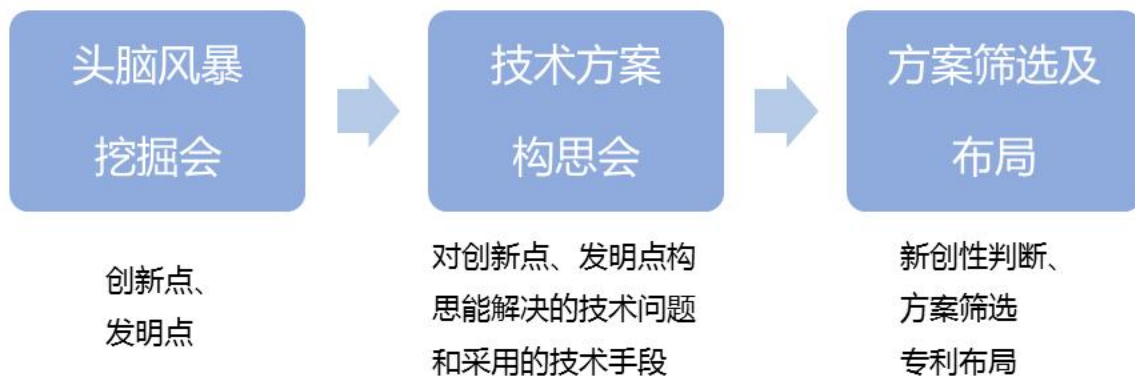 头脑风暴
挖掘会
技术方案
构思会
方案筛选及
布局
创新点、
发明点
对创新点、发明点构
思能解决的技术问题
和采用的技术手段
新创性判断、
方案筛选
专利布局